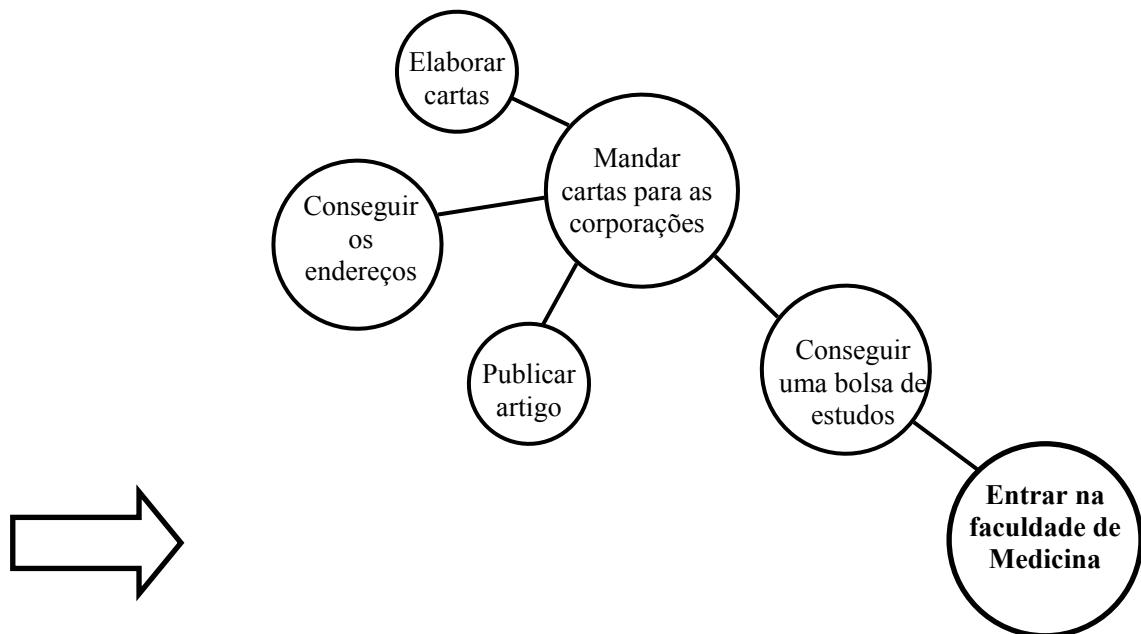 Elaborar
cartas
Mandar
cartas para as
corporações
Conseguir
os
endereços
Publicar
artigo
Conseguir
uma bolsa de
estudos
Entrar na
faculdade de
Medicina